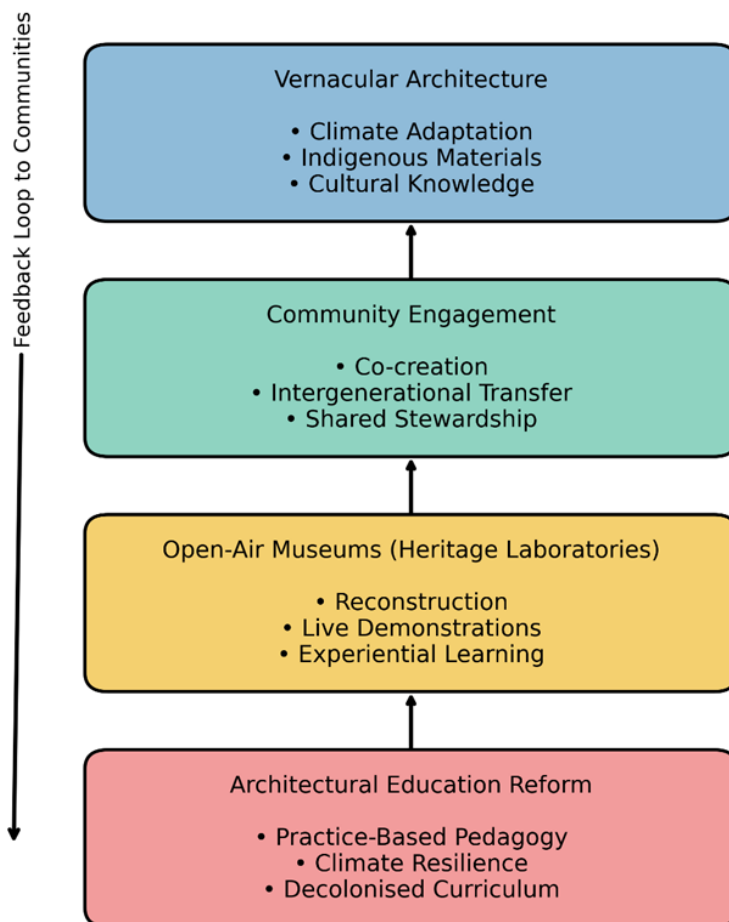 Feedback Loop to Communities
Vernacular Architecture
• Climate Adaptation
• Indigenous Materials
• Cultural Knowledge
Community Engagement
• Co-creation
• Intergenerational Transfer
• Shared Stewardship
Open-Air Museums (Heritage Laboratories)
• Reconstruction
• Live Demonstrations
• Experiential Learning
Architectural Education Reform
• Practice-Based Pedagogy
• Climate Resilience
• Decolonised Curriculum